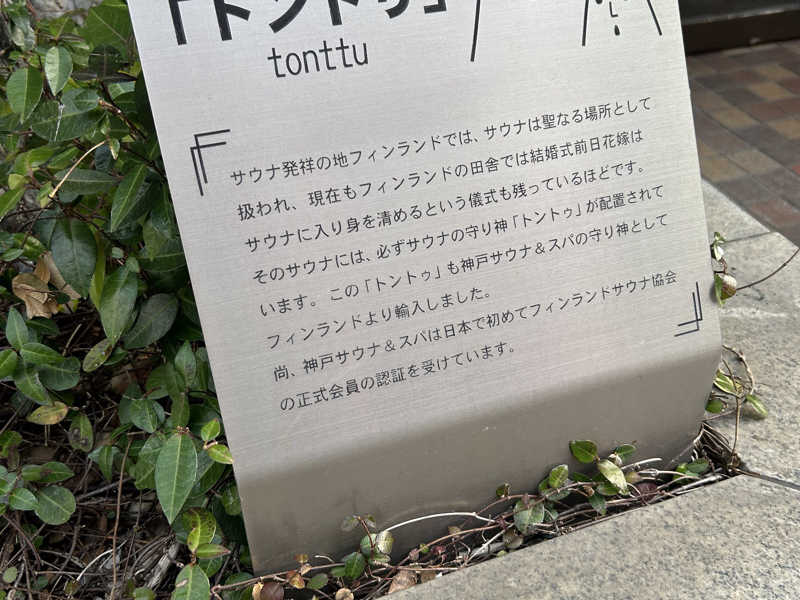 「トントゥ」
tonttu
サウナ発祥の地フィンランドでは、サウナは聖なる場所として
扱われ、現在もフィンランドの田舎では結婚式前日花嫁は
サウナに入り身を清めるという儀式も残っているほどです。
そのサウナには、必ずサウナの守り神「トントゥ」が配置されて
います。この「トントゥ」も神戸サウナ＆スパの守り神として
フィンランドより輸入しました。
尚、神戸サウナ＆スパは日本で初めてフィンランドサウナ協会
の正式会員の認証を受けています。